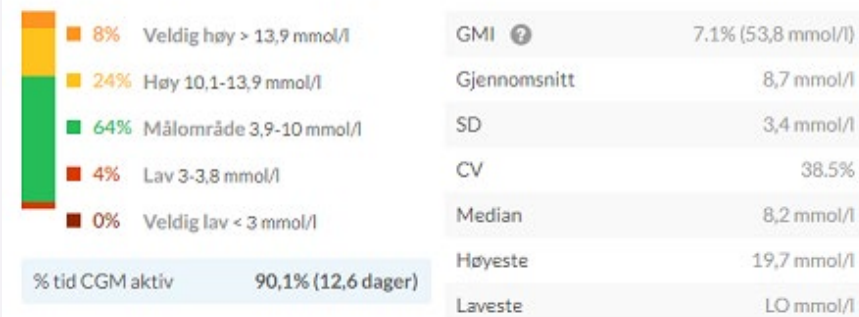 8% Veldig høy > 13,9 mmol/l
24% Høy 10,1-13,9 mmol/l
64% Målområde 3,9-10 mmol/l
4% Lav 3-3,8 mmol/l
0% Veldig lav < 3 mmol/l
% tid CGM aktiv 90,1% (12,6 dager)
GMI ? 7.1% (53,8 mmol/l)
Gjennomsnitt 8,7 mmol/l
SD 3,4 mmol/l
CV 38.5%
Median 8,2 mmol/l
Høyeste 19,7 mmol/l
Laveste LO mmol/l